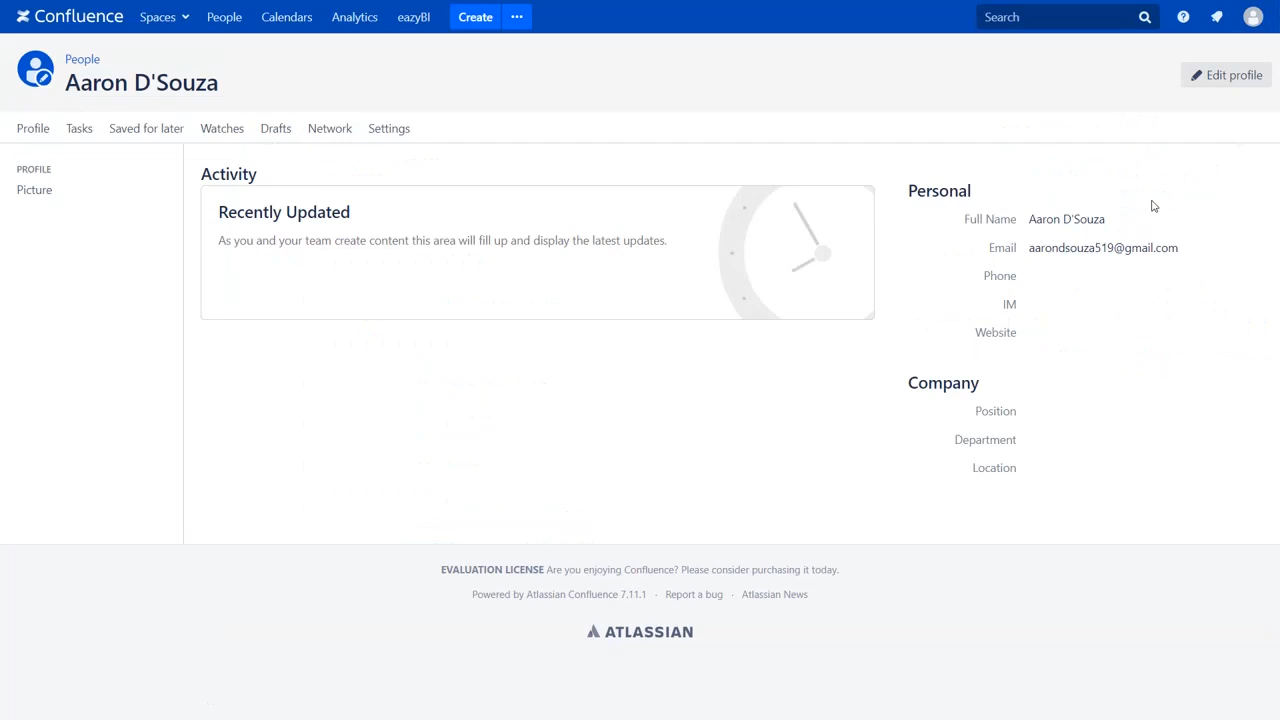 Confluence Spaces People Calendars Analytics eazyBI Create ··· Search
People
Aaron D'Souza
Edit profile
Profile Tasks Saved for later Watches Drafts Network Settings
PROFILE
Picture
Activity
Recently Updated
As you and your team create content this area will fill up and display the latest updates.
Personal
Full Name Aaron D'Souza
Email aarondsouza519@gmail.com
Phone
IM
Website
Company
Position
Department
Location
EVALUATION LICENSE Are you enjoying Confluence? Please consider purchasing it today.
Powered by Atlassian Confluence 7.11.1 · Report a bug · Atlassian News
ATLASSIAN